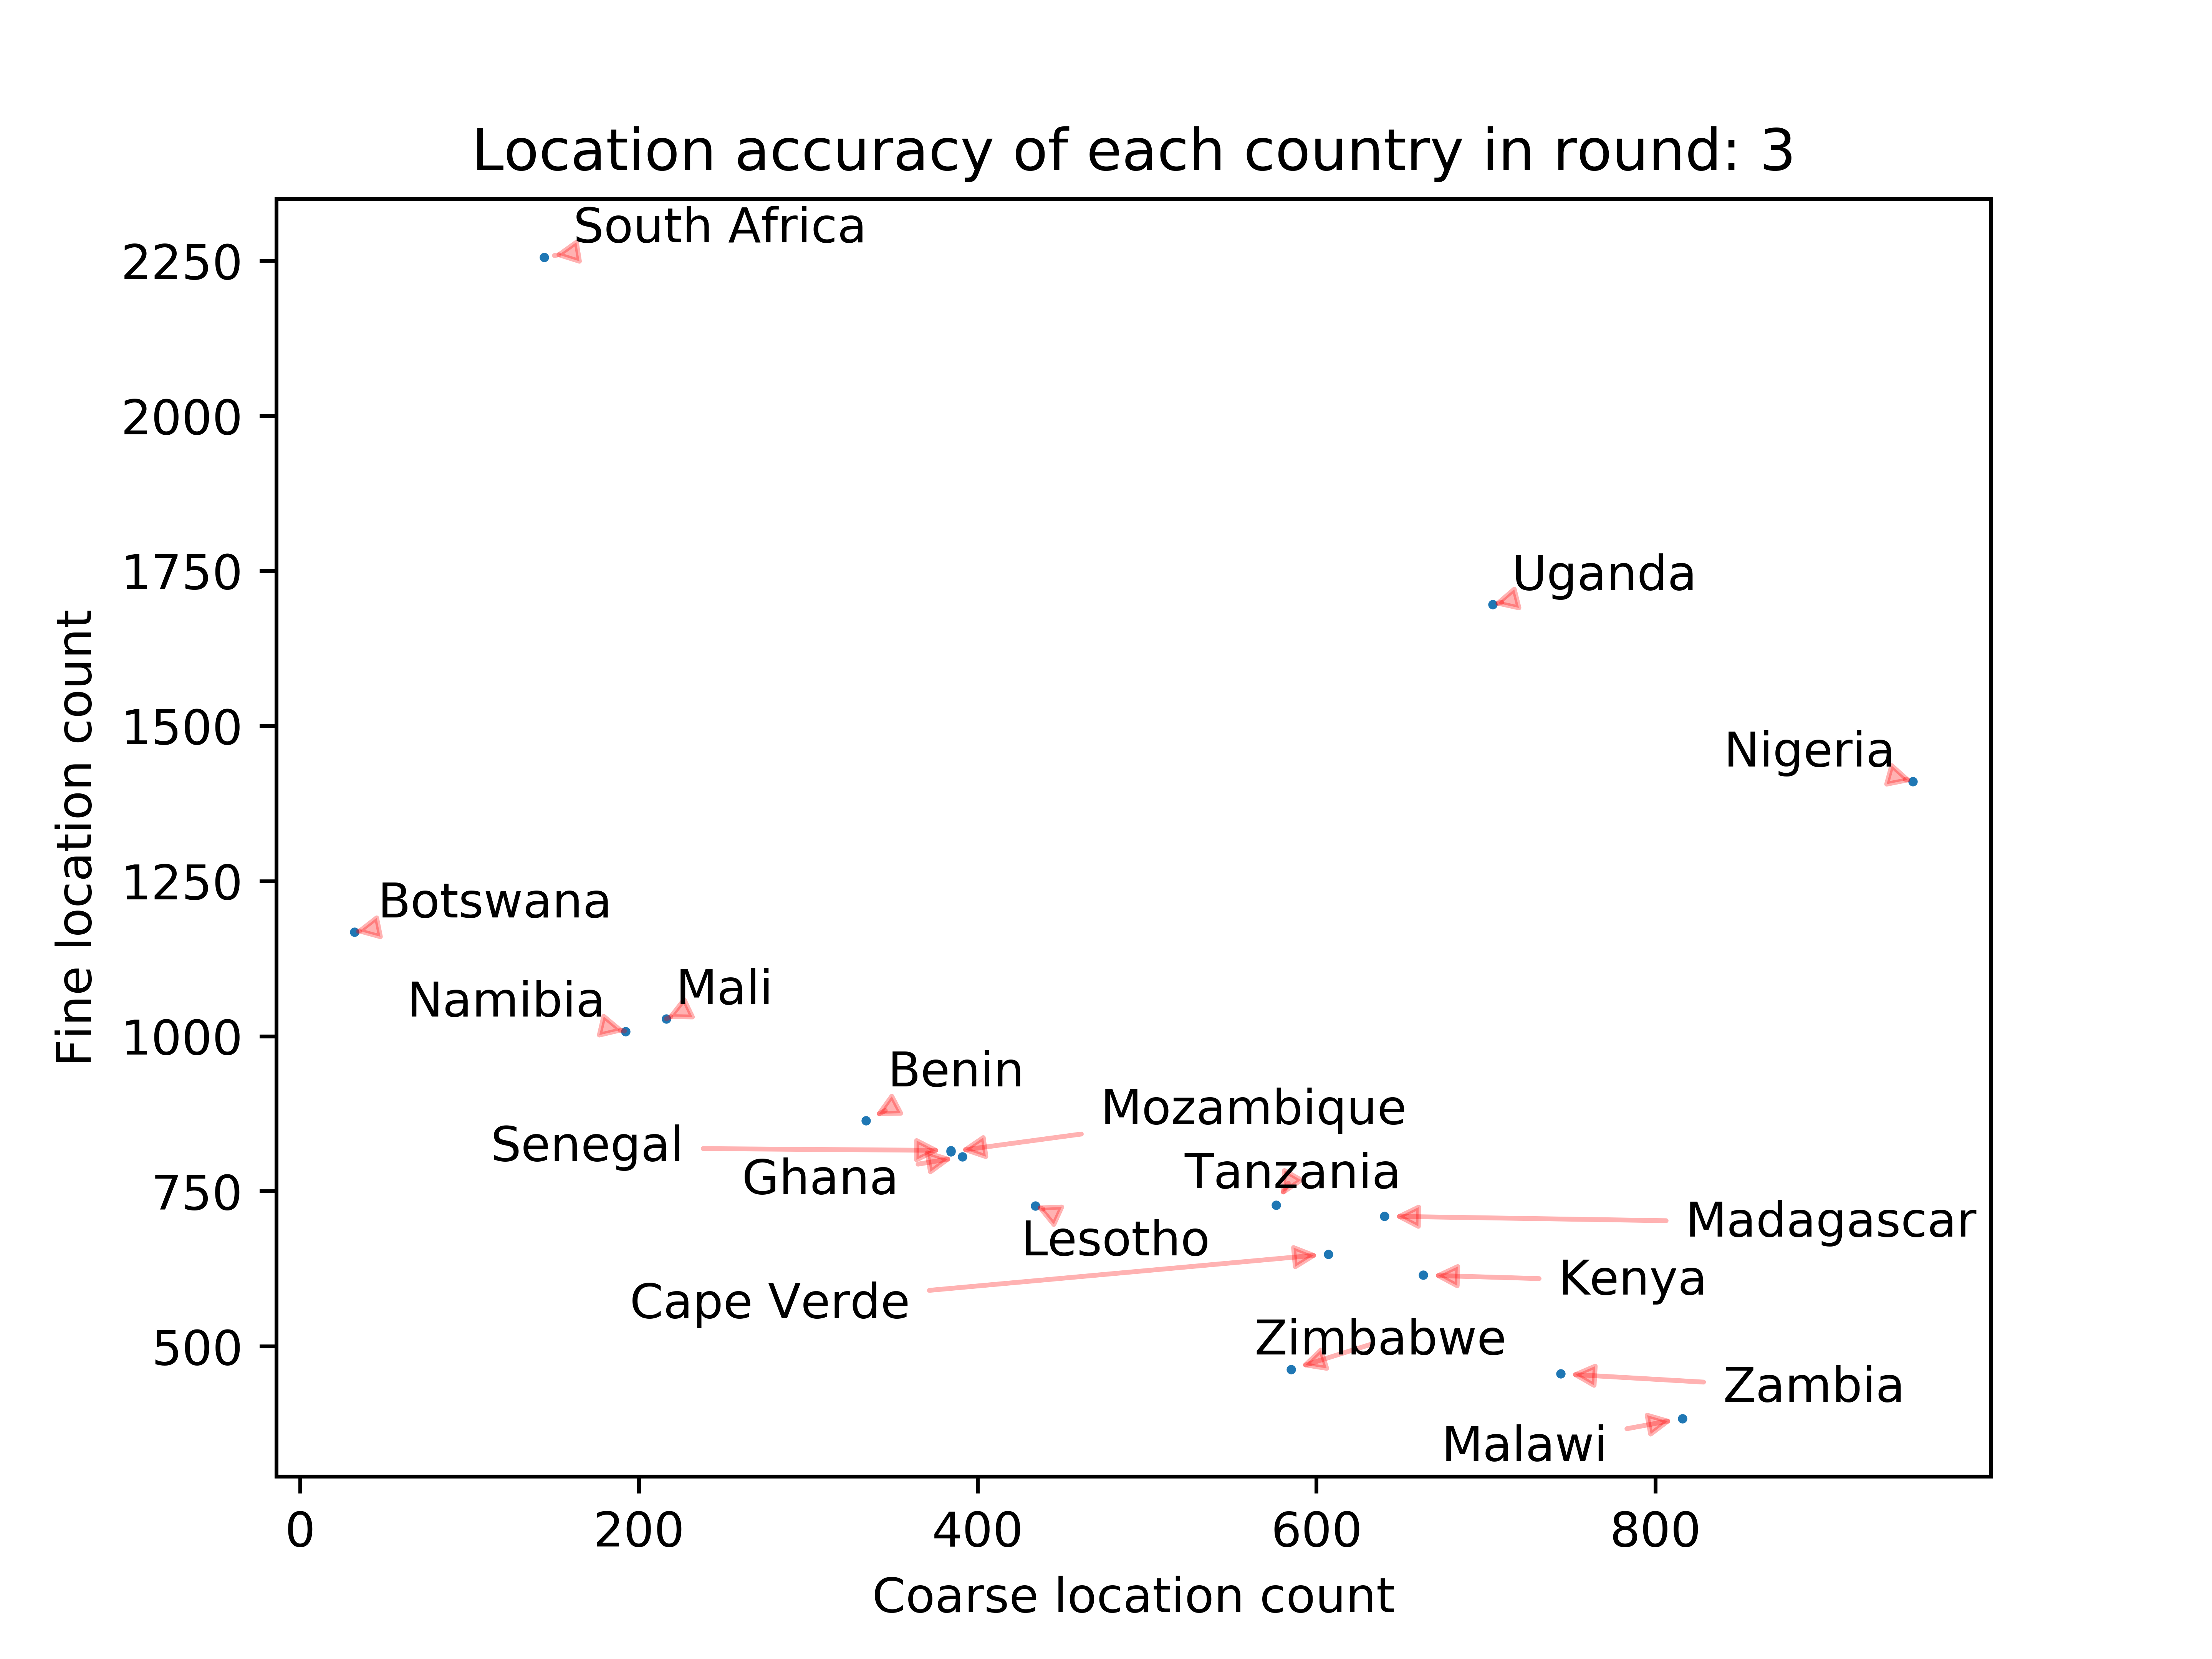 Location accuracy of each country in round: 3
South Africa
2250
2000
Uganda
1750
Nigeria
1500
Botswana
1250
Mali
Namibia
1000
Benin
Mozambique
Senegal
Tanzania
Ghana
750
Madagascar
Lesotho
Kenya
Cape Verde
Zimbabwe
500
Zambia
Malawi
Fine location count
0 200 400 600 800
Coarse location count